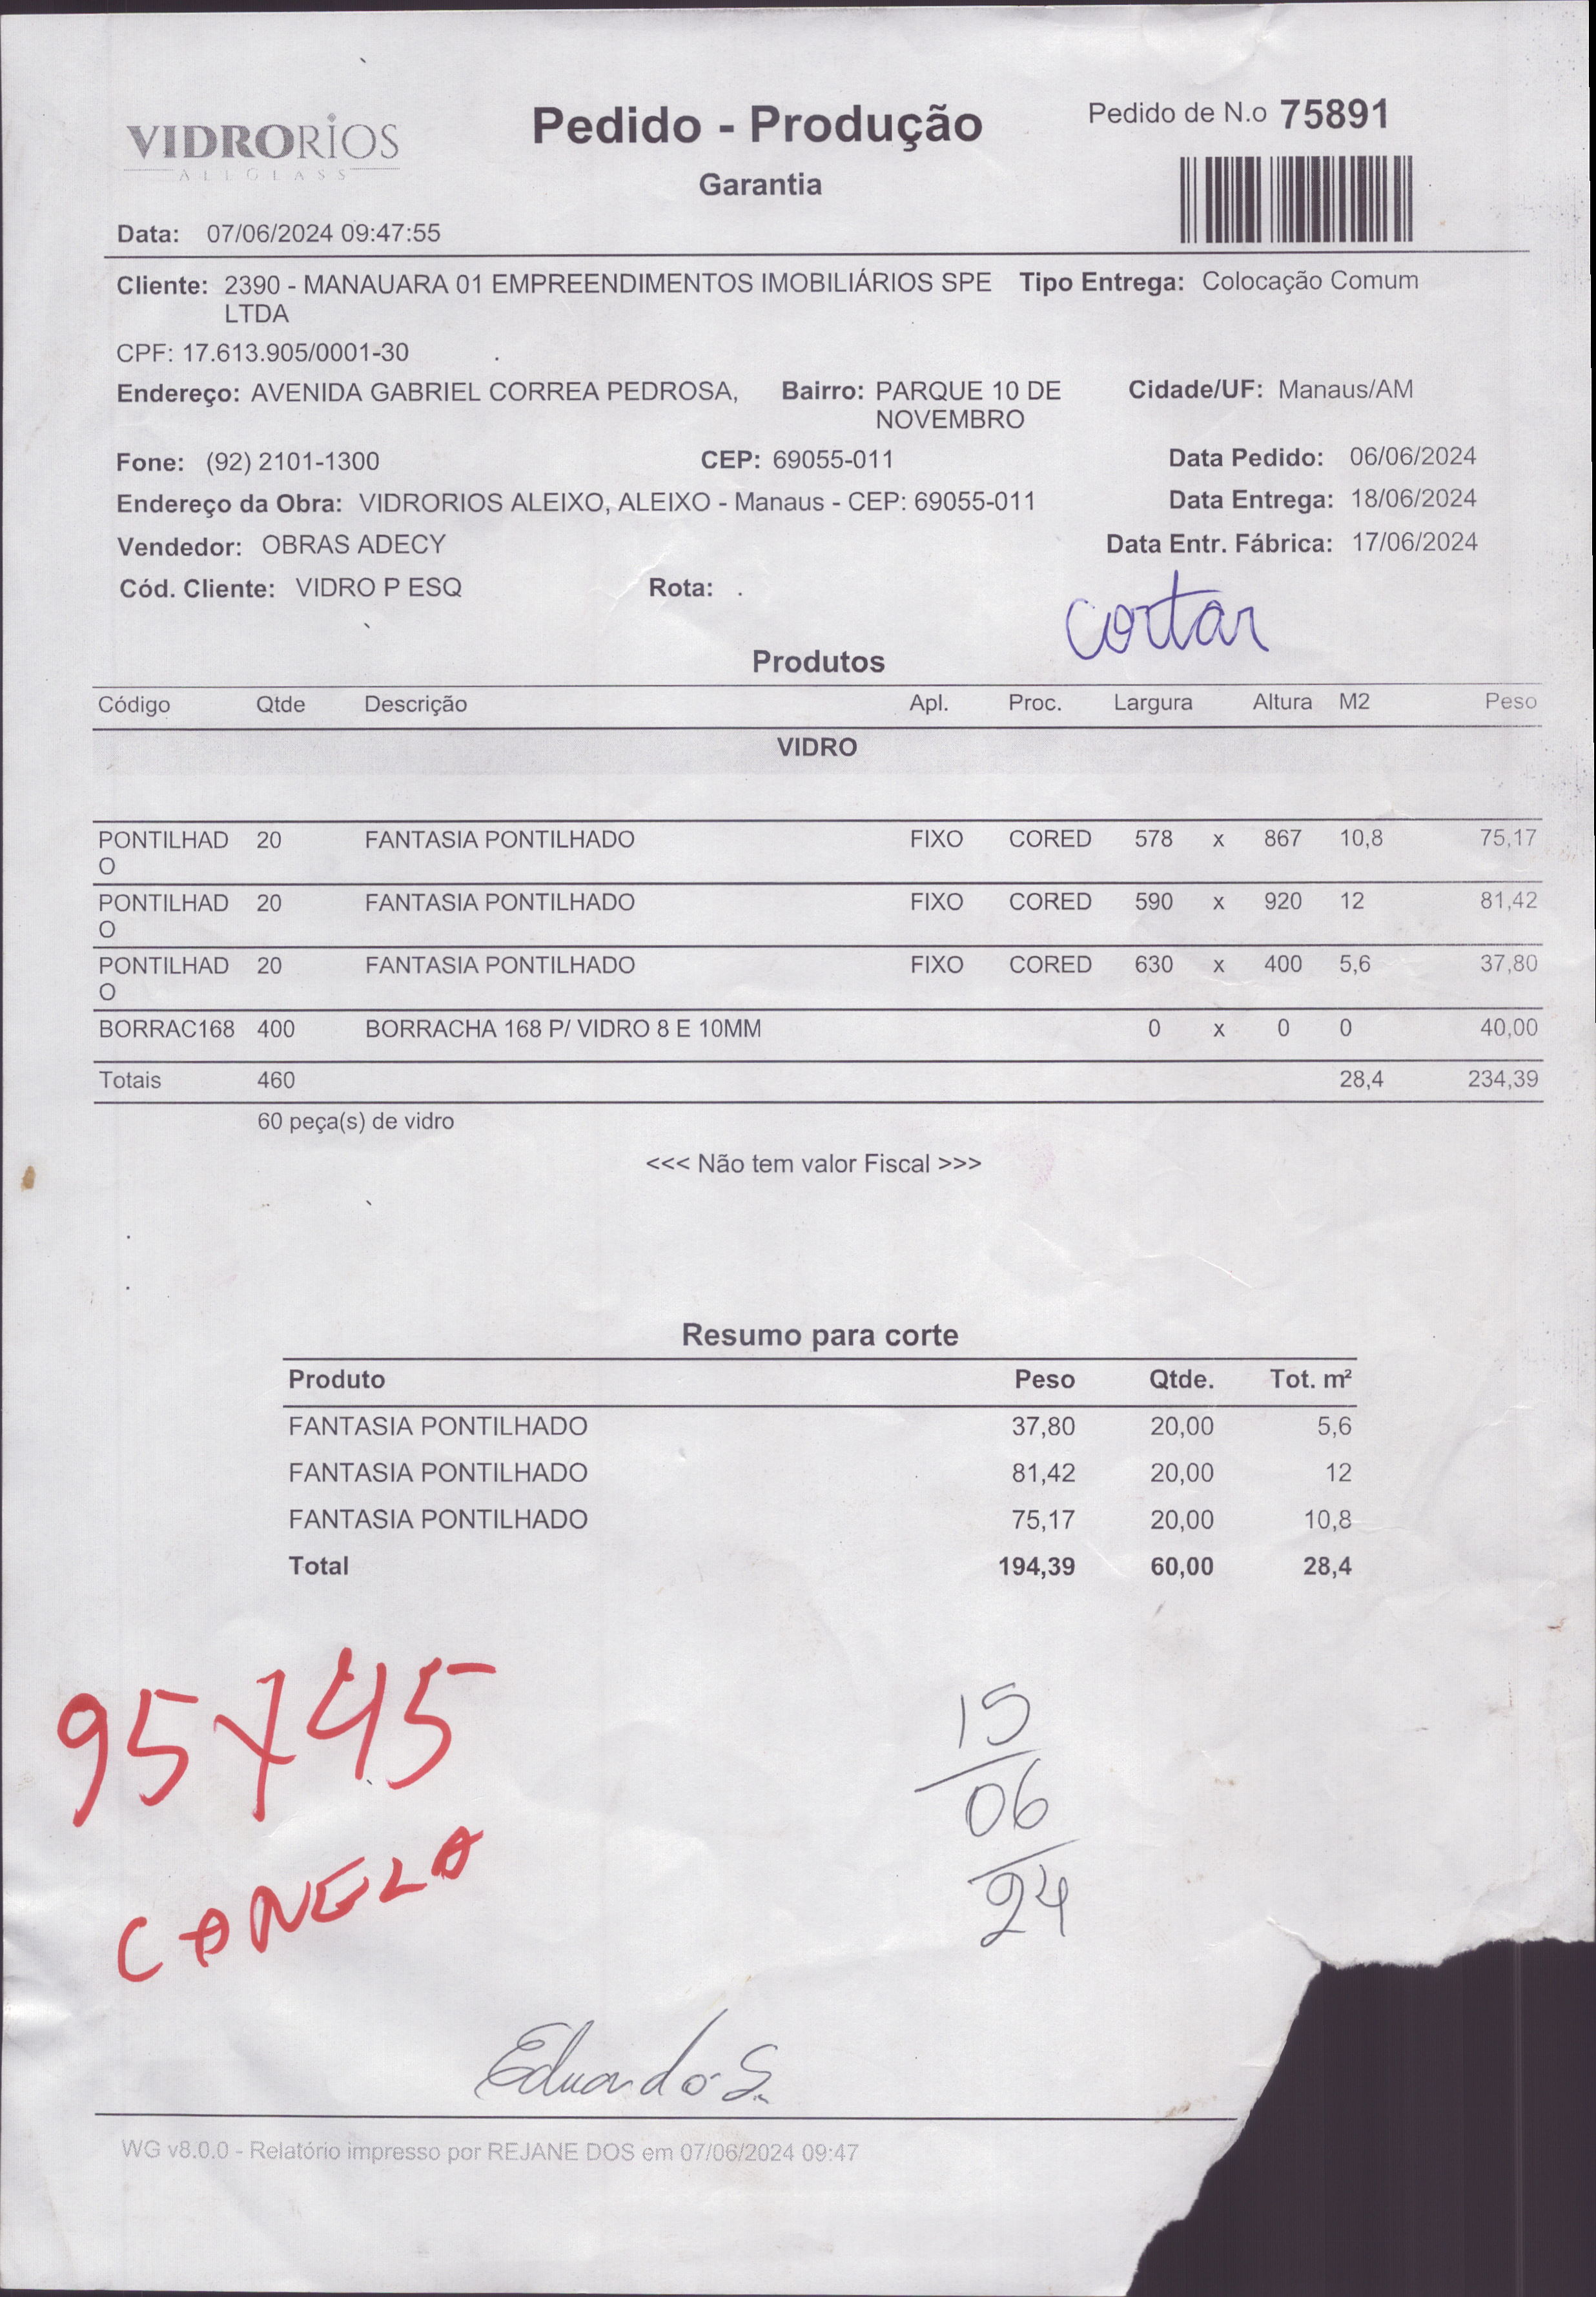 VIDRORIOS
ALLGLASS
Pedido - Produção
Garantia
Pedido de N.o 75891
Data: 07/06/2024 09:47:55
Cliente: 2390 - MANAUARA 01 EMPREENDIMENTOS IMOBILIÁRIOS SPE LTDA Tipo Entrega: Colocação Comum
CPF: 17.613.905/0001-30
Endereço: AVENIDA GABRIEL CORREA PEDROSA, Bairro: PARQUE 10 DE NOVEMBRO Cidade/UF: Manaus/AM
Fone: (92) 2101-1300 CEP: 69055-011 Data Pedido: 06/06/2024
Endereço da Obra: VIDRORIOS ALEIXO, ALEIXO - Manaus - CEP: 69055-011 Data Entrega: 18/06/2024
Vendedor: OBRAS ADECY Data Entr. Fábrica: 17/06/2024
Cód. Cliente: VIDRO P ESQ Rota: .
cortar
Produtos
Código Qtde Descrição Apl. Proc. Largura Altura M2 Peso
VIDRO
PONTILHADO 20 FANTASIA PONTILHADO FIXO CORED 578 x 867 10,8 75,17
PONTILHADO 20 FANTASIA PONTILHADO FIXO CORED 590 x 920 12 81,42
PONTILHADO 20 FANTASIA PONTILHADO FIXO CORED 630 x 400 5,6 37,80
BORRAC168 400 BORRACHA 168 P/ VIDRO 8 E 10MM 0 x 0 0 40,00
Totais 460 28,4 234,39
60 peça(s) de vidro
<<< Não tem valor Fiscal >>>
Resumo para corte
Produto Peso Qtde. Tot. m²
FANTASIA PONTILHADO 37,80 20,00 5,6
FANTASIA PONTILHADO 81,42 20,00 12
FANTASIA PONTILHADO 75,17 20,00 10,8
Total 194,39 60,00 28,4
95 x 45
CANELA
15
06
24
Eduardo S.
WG v8.0.0 - Relatório impresso por REJANE DOS em 07/06/2024 09:47